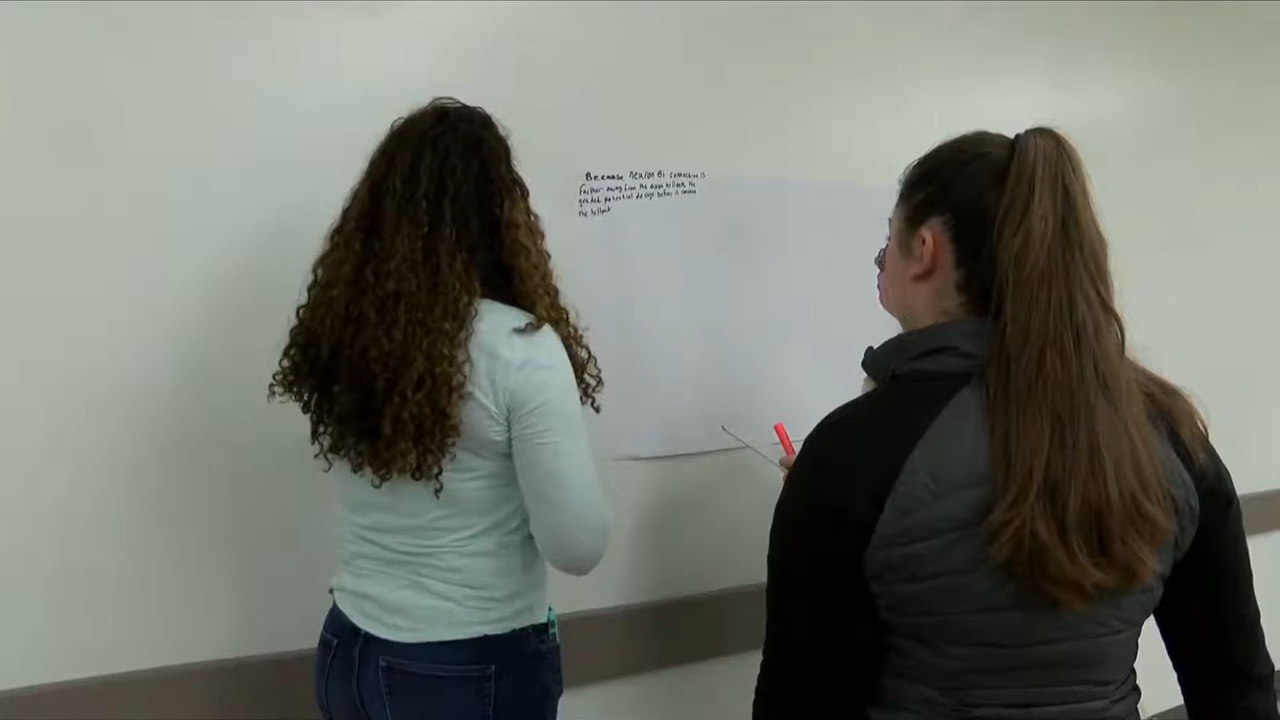 Because neuron B's connection is
Farther away from the axon hillock, the
graded potential decays before it reaches
the hillock